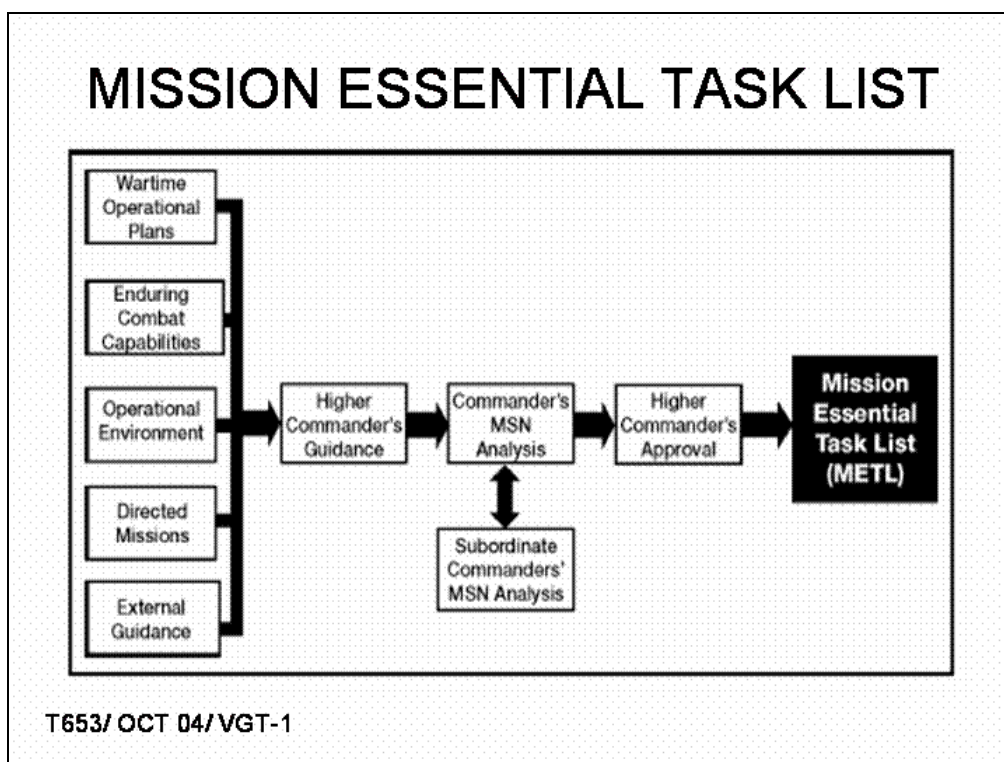 MISSION ESSENTIAL TASK LIST
Wartime
Operational
Plans
Enduring
Combat
Capabilities
Operational
Environment
Directed
Missions
External
Guidance
Higher
Commander's
Guidance
Commander's
MSN
Analysis
Subordinate
Commanders'
MSN Analysis
Higher
Commander's
Approval
Mission
Essential
Task List
(METL)
T653/ OCT 04/ VGT-1